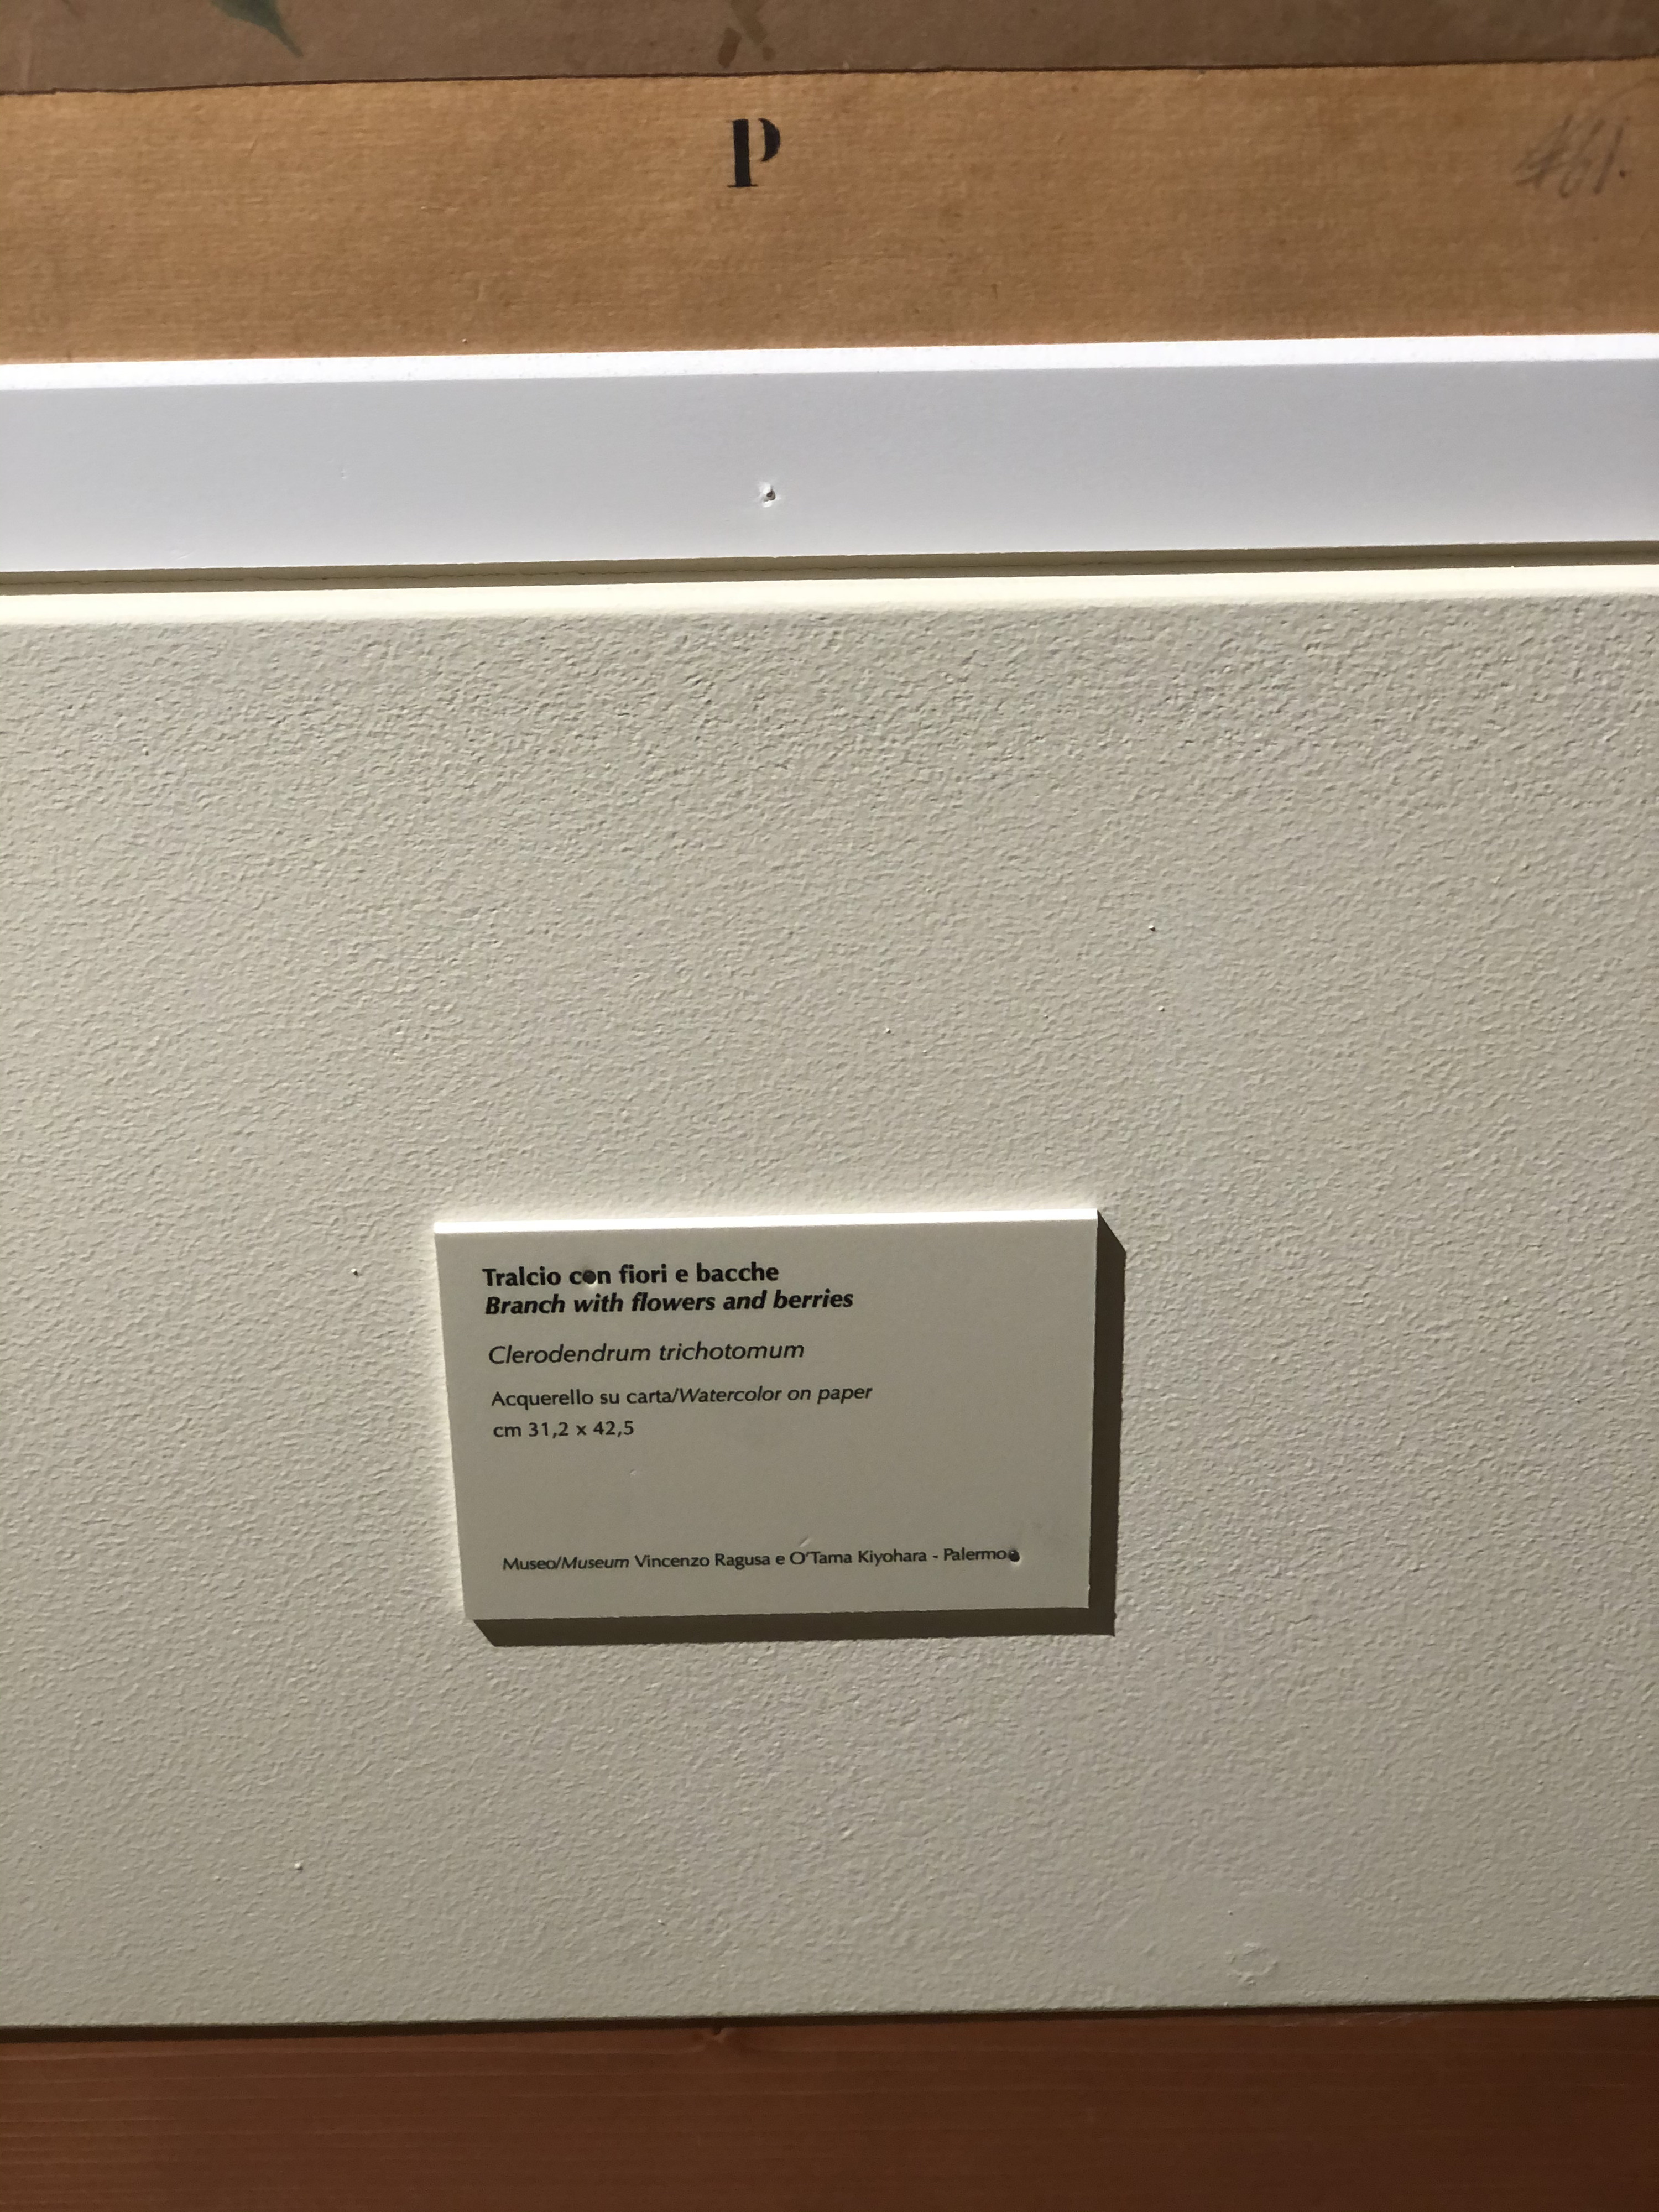 P
Tralcio con fiori e bacche
Branch with flowers and berries
Clerodendrum trichotomum
Acquerello su carta/Watercolor on paper
cm 31,2 x 42,5
Museo/Museum Vincenzo Ragusa e O'Tama Kiyohara - Palermo